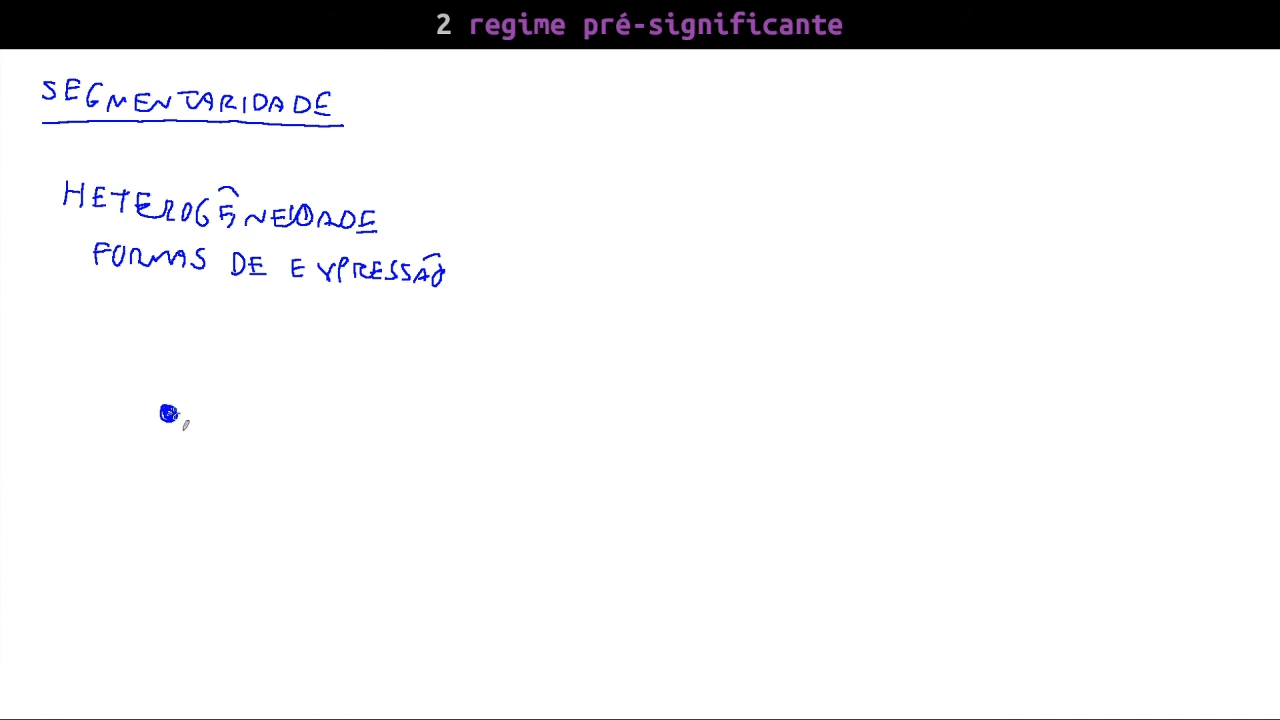 2 regime pré-significante
SEGMENTARIDADE
HETEROGÊNEIDADE
FORMAS DE EXPRESSÃO